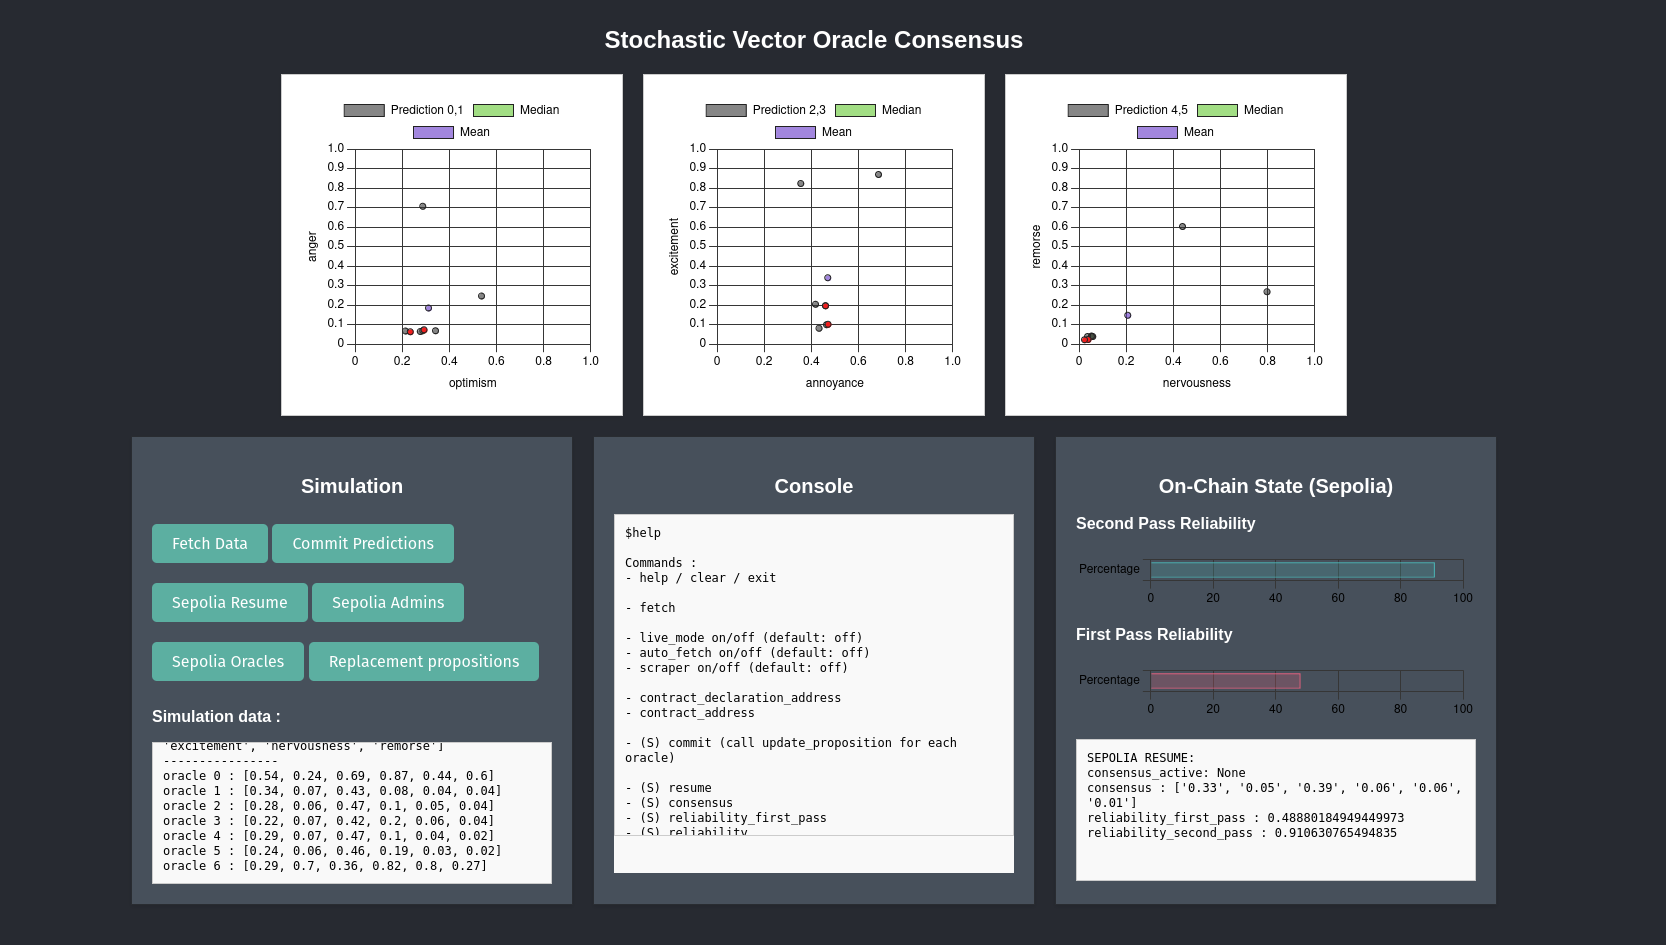 Stochastic Vector Oracle Consensus
Prediction 0,1 Median
Mean
1.0
0.9
0.8
0.7
0.6
0.5
0.4
0.3
0.2
0.1
0
anger
0 0.2 0.4 0.6 0.8 1.0
optimism
Prediction 2,3 Median
Mean
1.0
0.9
0.8
0.7
0.6
0.5
0.4
0.3
0.2
0.1
0
excitement
0 0.2 0.4 0.6 0.8 1.0
annoyance
Prediction 4,5 Median
Mean
1.0
0.9
0.8
0.7
0.6
0.5
0.4
0.3
0.2
0.1
0
remorse
0 0.2 0.4 0.6 0.8 1.0
nervousness
Simulation
Fetch Data Commit Predictions
Sepolia Resume Sepolia Admins
Sepolia Oracles Replacement propositions
Simulation data :
'excitement', 'nervousness', 'remorse']
----------------
oracle 0 : [0.54, 0.24, 0.69, 0.87, 0.44, 0.6]
oracle 1 : [0.34, 0.07, 0.43, 0.08, 0.04, 0.04]
oracle 2 : [0.28, 0.06, 0.47, 0.1, 0.05, 0.04]
oracle 3 : [0.22, 0.07, 0.42, 0.2, 0.06, 0.04]
oracle 4 : [0.29, 0.07, 0.47, 0.1, 0.04, 0.02]
oracle 5 : [0.24, 0.06, 0.46, 0.19, 0.03, 0.02]
oracle 6 : [0.29, 0.7, 0.36, 0.82, 0.8, 0.27]
Console
$help
Commands :
- help / clear / exit
- fetch
- live_mode on/off (default: off)
- auto_fetch on/off (default: off)
- scraper on/off (default: off)
- contract_declaration_address
- contract_address
- (S) commit (call update_proposition for each
oracle)
- (S) resume
- (S) consensus
- (S) reliability_first_pass
- (S) reliability
On-Chain State (Sepolia)
Second Pass Reliability
Percentage
0 20 40 60 80 100
First Pass Reliability
Percentage
0 20 40 60 80 100
SEPOLIA RESUME:
consensus_active: None
consensus : ['0.33', '0.05', '0.39', '0.06', '0.06',
'0.01']
reliability_first_pass : 0.48880184949449973
reliability_second_pass : 0.910630765494835